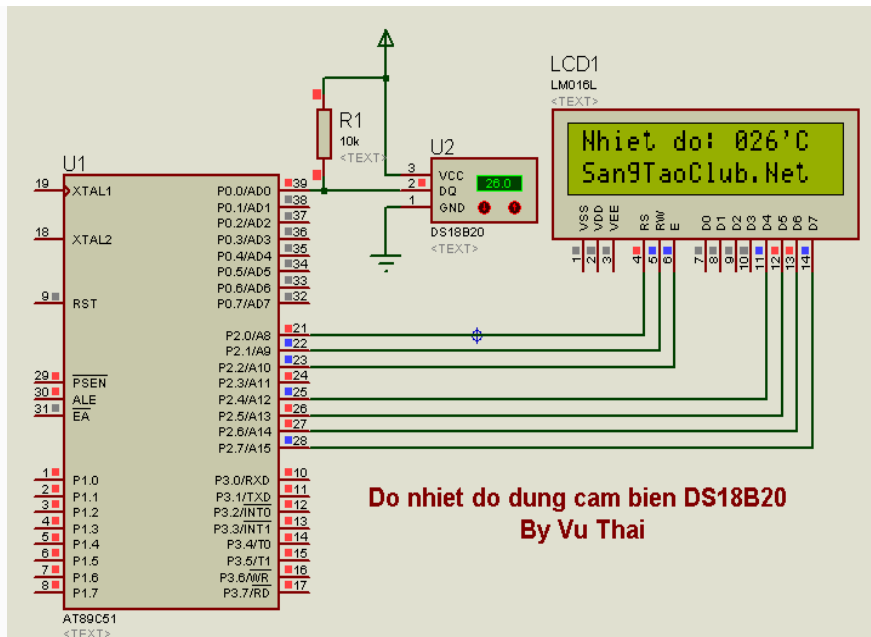 LCD1
LM016L
<TEXT>
Nhiet do: 026'C
San9TaoClub.Net
VSS VDD VEE RS RW E D0 D1 D2 D3 D4 D5 D6 D7
1 2 3 4 5 6 7 8 9 10 11 12 13 14
R1
10k
<TEXT>
U2
3 VCC
2 DQ
1 GND
26.0
DS18B20
<TEXT>
U1
19 XTAL1
18 XTAL2
9 RST
29 PSEN
30 ALE
31 EA
1 P1.0
2 P1.1
3 P1.2
4 P1.3
5 P1.4
6 P1.5
7 P1.6
8 P1.7
P0.0/AD0 39
P0.1/AD1 38
P0.2/AD2 37
P0.3/AD3 36
P0.4/AD4 35
P0.5/AD5 34
P0.6/AD6 33
P0.7/AD7 32
P2.0/A8 21
P2.1/A9 22
P2.2/A10 23
P2.3/A11 24
P2.4/A12 25
P2.5/A13 26
P2.6/A14 27
P2.7/A15 28
P3.0/RXD 10
P3.1/TXD 11
P3.2/INT0 12
P3.3/INT1 13
P3.4/T0 14
P3.5/T1 15
P3.6/WR 16
P3.7/RD 17
AT89C51
<TEXT>
Do nhiet do dung cam bien DS18B20
By Vu Thai